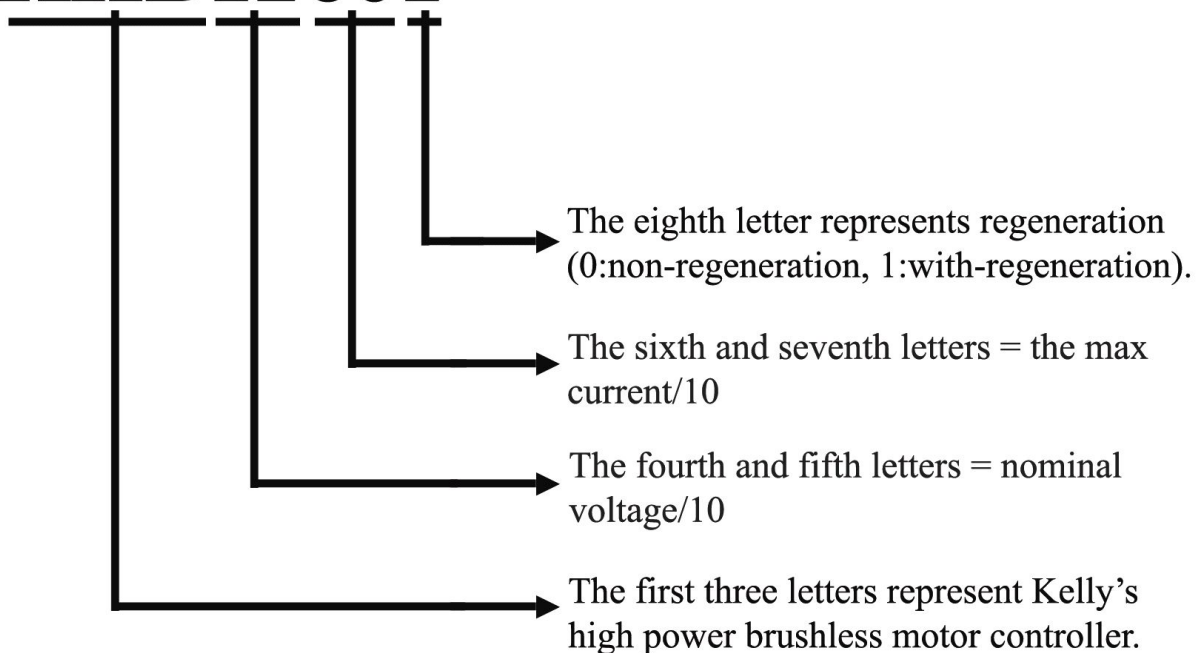 The eighth letter represents regeneration
(0:non-regeneration, 1:with-regeneration).
The sixth and seventh letters = the max
current/10
The fourth and fifth letters = nominal
voltage/10
The first three letters represent Kelly’s
high power brushless motor controller.